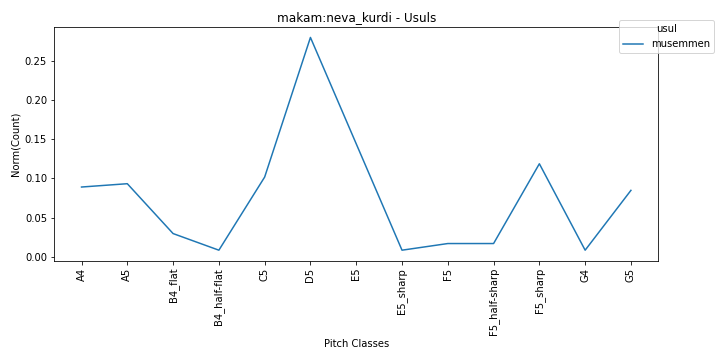 makam:neva_kurdi - Usuls
usul
musemmen
Norm(Count)
0.25
0.20
0.15
0.10
0.05
0.00
A4
A5
B4_flat
B4_half-flat
C5
D5
E5
E5_sharp
F5
F5_half-sharp
F5_sharp
G4
G5
Pitch Classes